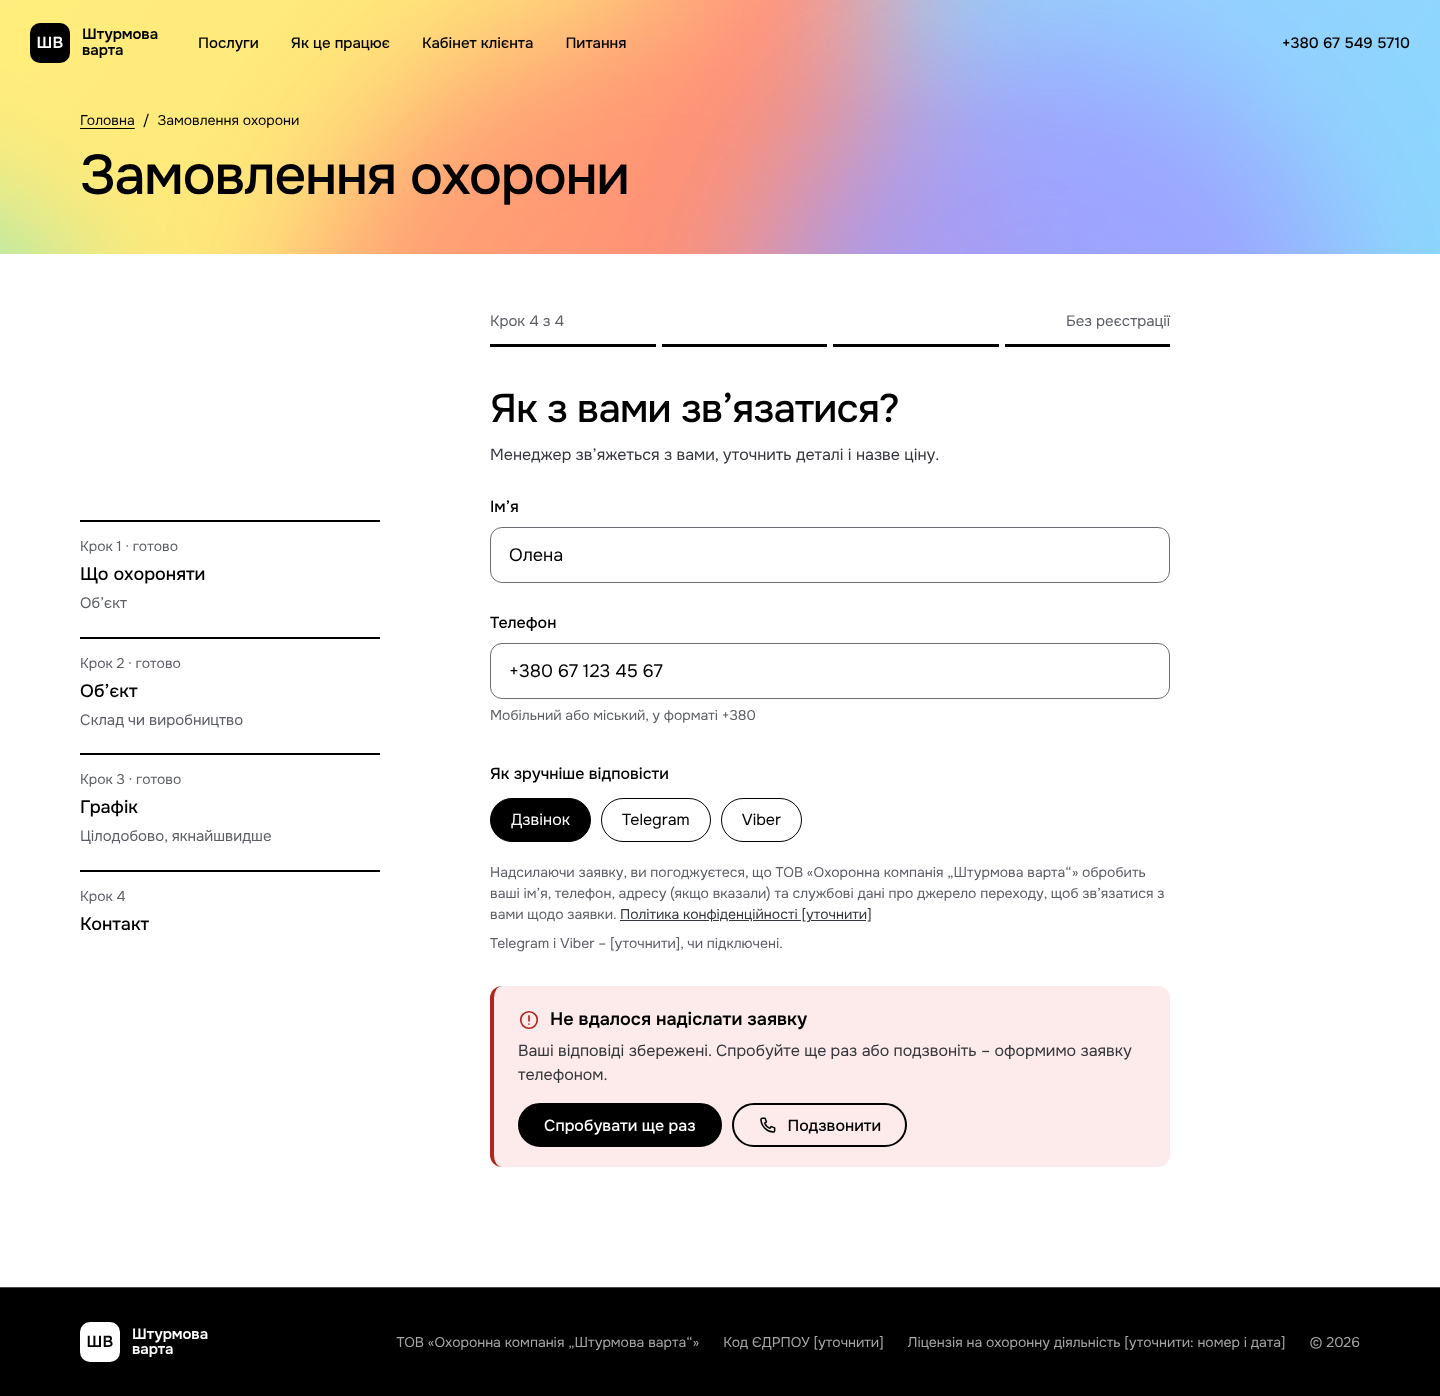 ШВ
Штурмова
варта
Послуги
Як це працює
Кабінет клієнта
Питання
+380 67 549 5710
Головна / Замовлення охорони
Замовлення охорони
Крок 4 з 4
Без реєстрації
Як з вами зв’язатися?
Менеджер зв’яжеться з вами, уточнить деталі і назве ціну.
Ім’я
Олена
Телефон
+380 67 123 45 67
Мобільний або міський, у форматі +380
Як зручніше відповісти
Дзвінок
Telegram
Viber
Надсилаючи заявку, ви погоджуєтеся, що ТОВ «Охоронна компанія „Штурмова варта“» обробить
ваші ім’я, телефон, адресу (якщо вказали) та службові дані про джерело переходу, щоб зв’язатися з
вами щодо заявки. Політика конфіденційності [уточнити]
Telegram і Viber – [уточнити], чи підключені.
Не вдалося надіслати заявку
Ваші відповіді збережені. Спробуйте ще раз або подзвоніть – оформимо заявку
телефоном.
Спробувати ще раз
Подзвонити
Крок 1 · готово
Що охороняти
Об’єкт
Крок 2 · готово
Об’єкт
Склад чи виробництво
Крок 3 · готово
Графік
Цілодобово, якнайшвидше
Крок 4
Контакт
ШВ
Штурмова
варта
ТОВ «Охоронна компанія „Штурмова варта“»
Код ЄДРПОУ [уточнити]
Ліцензія на охоронну діяльність [уточнити: номер і дата]
© 2026